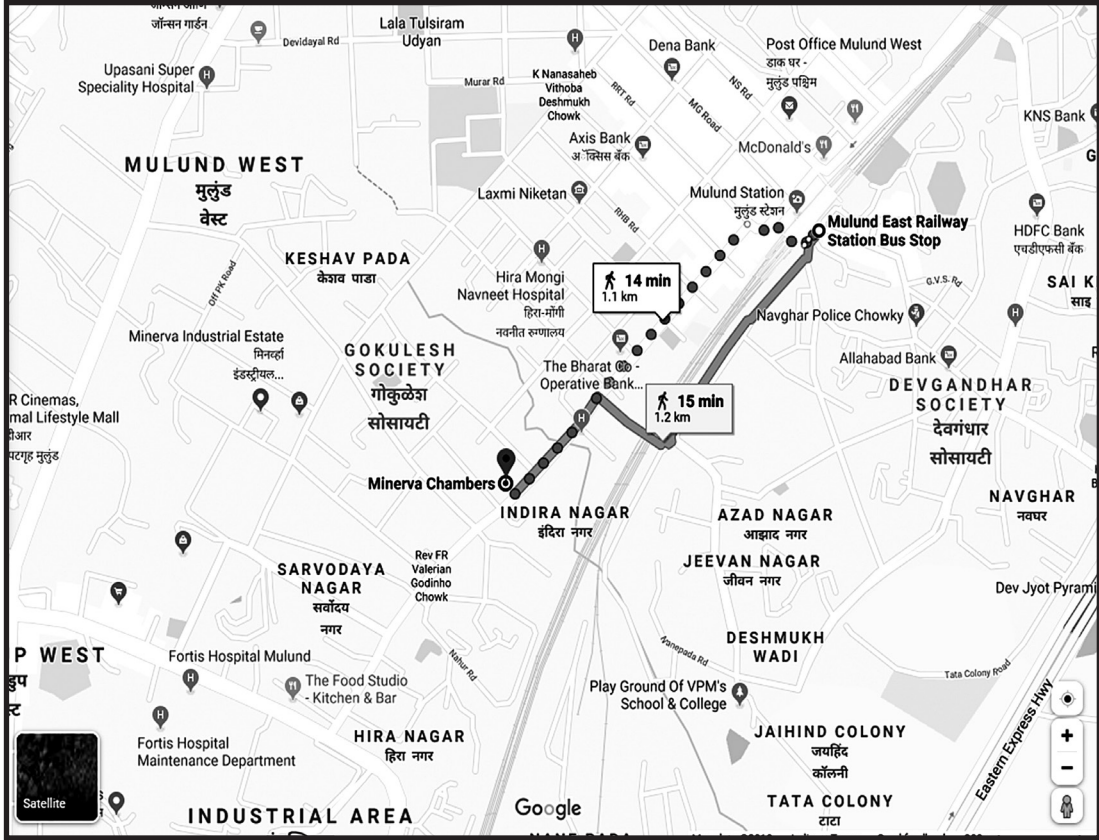 जॉन्सन गार्डन
Devidayal Rd
Lala Tulsiram
Udyan
Dena Bank
Post Office Mulund West
डाक घर -
मुलुंड पश्चिम
Upasani Super
Speciality Hospital
Murar Rd
K Nanasaheb
Vithoba
Deshmukh
Chowk
RRT Rd
NS Rd
MG Road
KNS Bank
Axis Bank
अॅक्सिस बँक
McDonald's
MULUND WEST
मुलुंड
वेस्ट
Laxmi Niketan
Mulund Station
मुलुंड स्टेशन
RHB Rd
Mulund East Railway
Station Bus Stop
HDFC Bank
एचडीएफसी बँक
KESHAV PADA
केशव पाडा
Off PK Road
Hira Mongi
Navneet Hospital
हिरा-मोंगी
नवनीत रुग्णालय
14 min
1.1 km
G.V.S. Rd
SAI K
साइ
Navghar Police Chowky
Minerva Industrial Estate
मिनर्व्हा
इंडस्ट्रीयल...
GOKULESH
SOCIETY
गोकुळेश
सोसायटी
The Bharat Co -
Operative Bank...
Allahabad Bank
15 min
1.2 km
DEVGANDHAR
SOCIETY
देवगंधार
सोसायटी
R Cinemas,
mal Lifestyle Mall
पटगृह मुलुंड
Minerva Chambers
INDIRA NAGAR
इंदिरा नगर
AZAD NAGAR
आझाद नगर
NAVGHAR
नवघर
JEEVAN NAGAR
जीवन नगर
Rev FR
Valerian
Godinho
Chowk
SARVODAYA
NAGAR
सर्वोदय
नगर
Dev Jyot Pyrami
DESHMUKH
WADI
Nanepada Rd
Tata Colony Road
P WEST
Fortis Hospital Mulund
Nahur Rd
The Food Studio
- Kitchen & Bar
Play Ground Of VPM's
School & College
Eastern Express Hwy
Fortis Hospital
Maintenance Department
HIRA NAGAR
हिरा नगर
JAIHIND COLONY
जयहिंद
कॉलनी
Satellite
INDUSTRIAL AREA
Google
TATA COLONY
टाटा